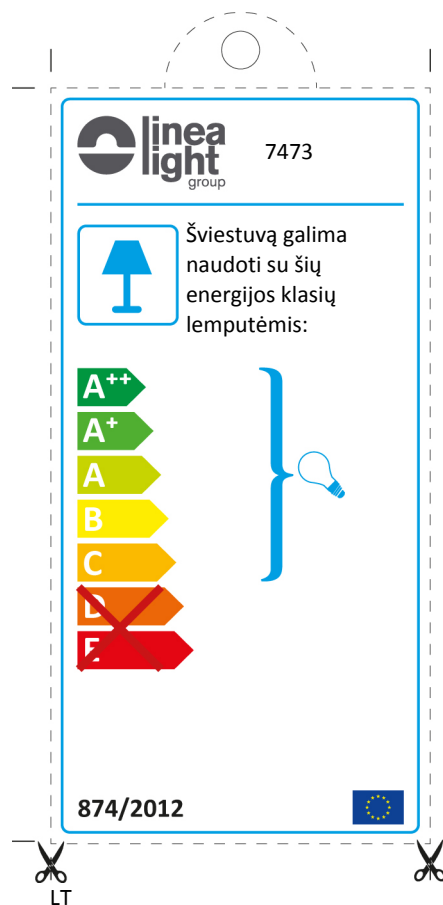 linea
light
group
7473
Šviestuvą galima
naudoti su šių
energijos klasių
lemputėmis:
A++
A+
A
B
C
D
E
874/2012
LT